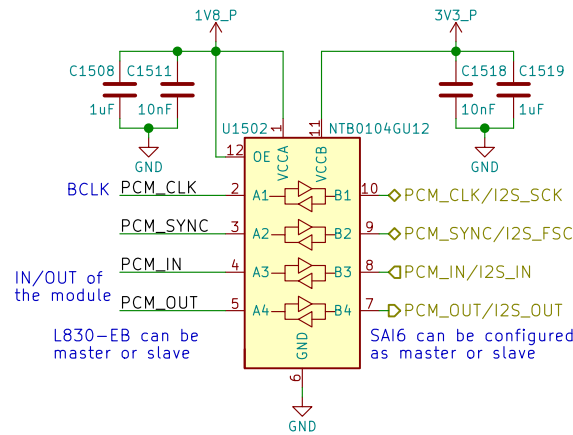 1V8_P
3V3_P
C1508
C1511
C1518
C1519
1uF
10nF
10nF
1uF
U1502
NTB0104GU12
GND
GND
1
11
VCCA
VCCB
12
OE
BCLK
PCM_CLK
2
A1
B1
10
PCM_CLK/I2S_SCK
PCM_SYNC
3
A2
B2
9
PCM_SYNC/I2S_FSC
IN/OUT of
the module
PCM_IN
4
A3
B3
8
PCM_IN/I2S_IN
PCM_OUT
5
A4
B4
7
PCM_OUT/I2S_OUT
L830-EB can be
master or slave
GND
SAI6 can be configured
as master or slave
6
GND